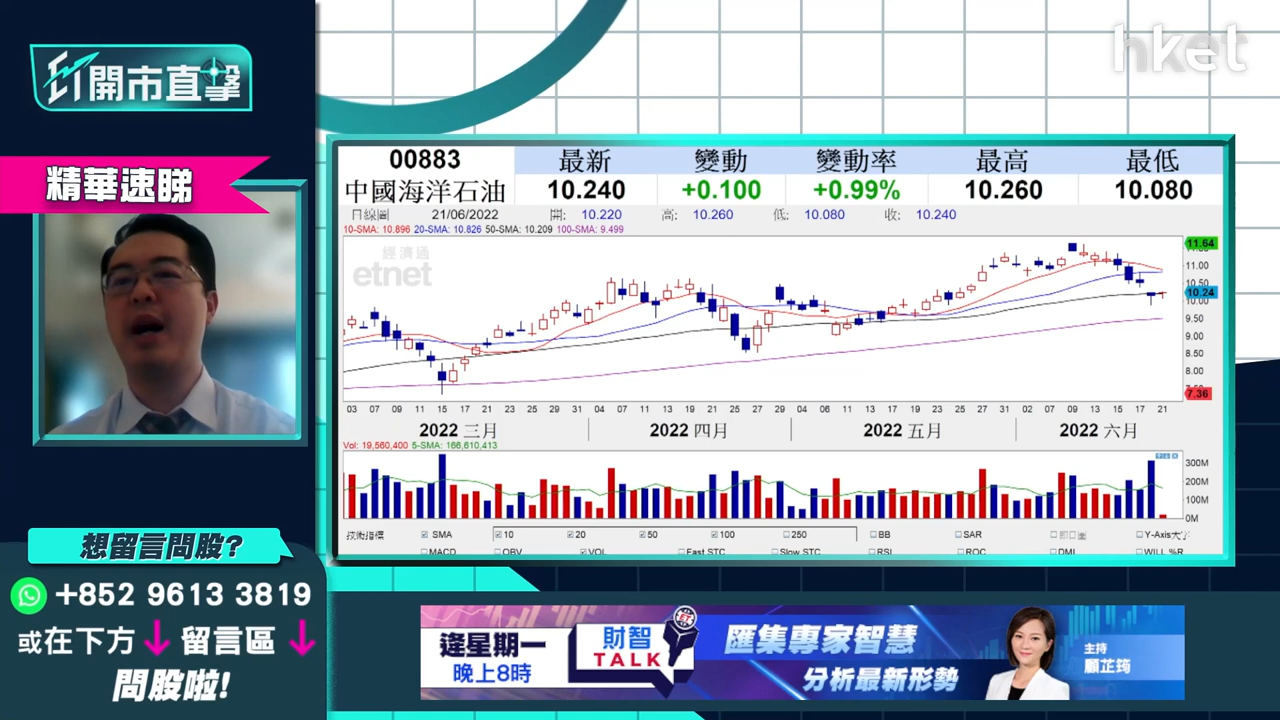 hket
ET開市直擊
精華速睇
00883
中國海洋石油
最新
變動
變動率
最高
最低
10.240
+0.100
+0.99%
10.260
10.080
日線圖
21/06/2022
開: 10.220
高: 10.260
低: 10.080
收: 10.240
10-SMA: 10.896 20-SMA: 10.826 50-SMA: 10.209 100-SMA: 9.499
經濟通
etnet
11.64
11.00
10.50
10.24
10.00
9.50
9.00
8.50
8.00
7.36
03 07 09 11 15 17 21 23 25 29 31 04 07 11 13 19 21 25 27 29 04 06 11 13 17 19 23 25 27 31 02 07 09 13 15 17 21
2022 三月
2022 四月
2022 五月
2022 六月
Vol: 19,560,400 5-SMA: 166,610,413
300M
200M
100M
0M
技術指標
SMA
10
20
50
100
250
BB
SAR
Y-Axis大字
MACD
OBV
VOL
Fast STC
Slow STC
RSI
ROC
DMI
WILL %R
想留言問股?
+852 9613 3819
或在下方 留言區
問股啦!
逢星期一
晚上8時
財智
TALK
匯集專家智慧
分析最新形勢
主持
顧芷筠